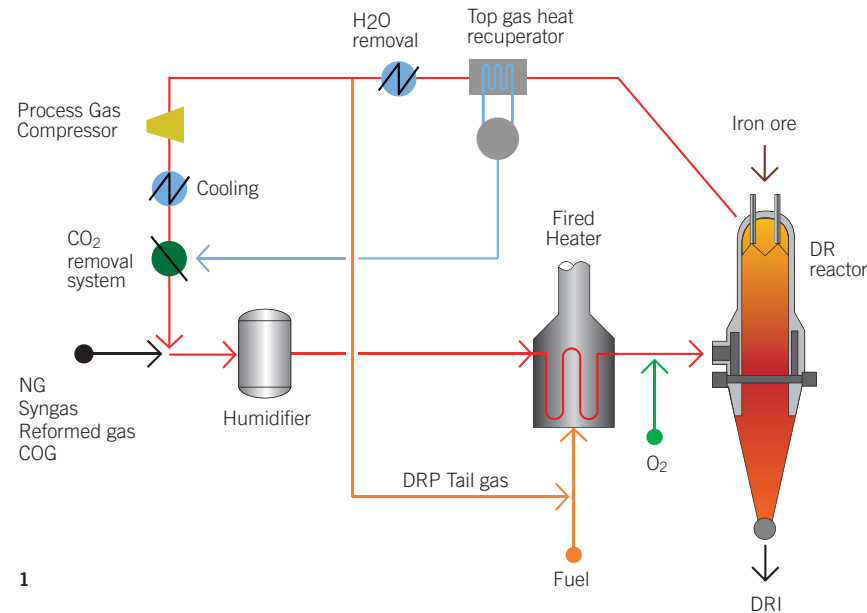 H2O
removal
Top gas heat
recuperator
Process Gas
Compressor
Iron ore
Cooling
CO₂
removal
system
Fired
Heater
DR
reactor
NG
Syngas
Reformed gas
COG
Humidifier
O₂
DRP Tail gas
Fuel
DRI
1